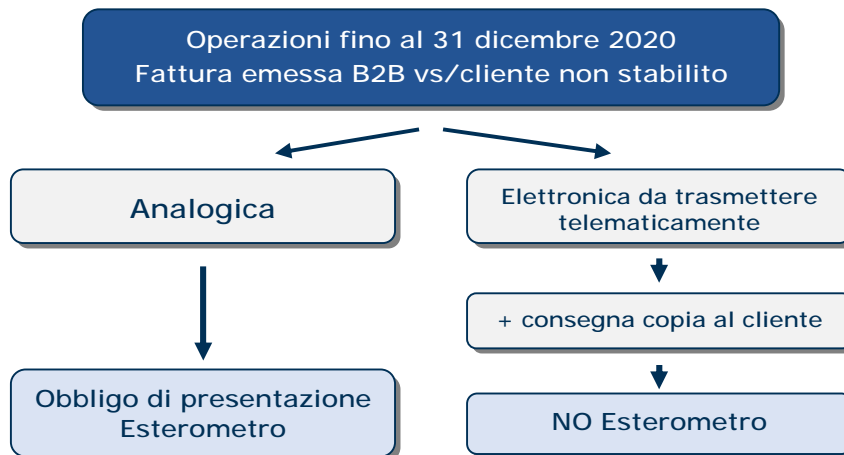 Operazioni fino al 31 dicembre 2020
Fattura emessa B2B vs/cliente non stabilito
Analogica
Elettronica da trasmettere
telematicamente
+ consegna copia al cliente
Obbligo di presentazione
Esterometro
NO Esterometro